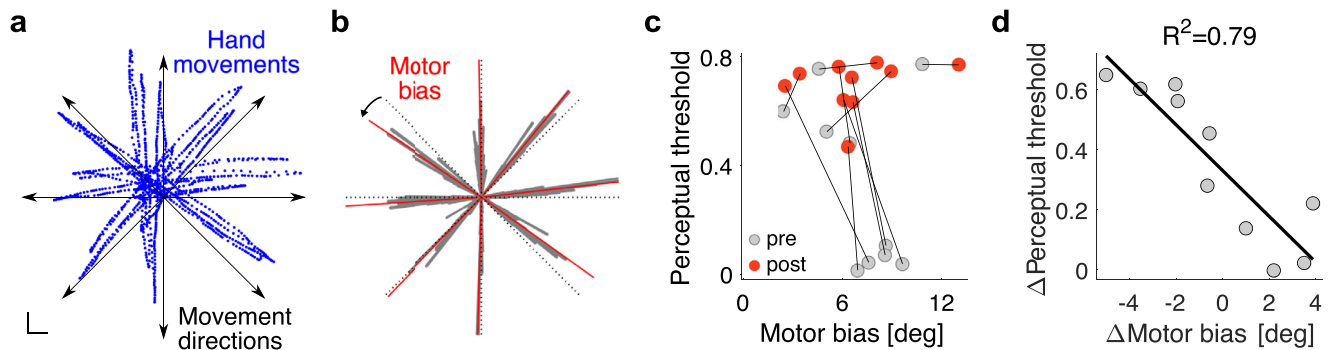 a
Hand
movements
Movement
directions
b
Motor
bias
c
Perceptual threshold
0.8
0.4
0
pre
post
0
6
12
Motor bias [deg]
d
R²=0.79
ΔPerceptual threshold
0.6
0.4
0.2
0
-4
-2
0
2
4
ΔMotor bias [deg]